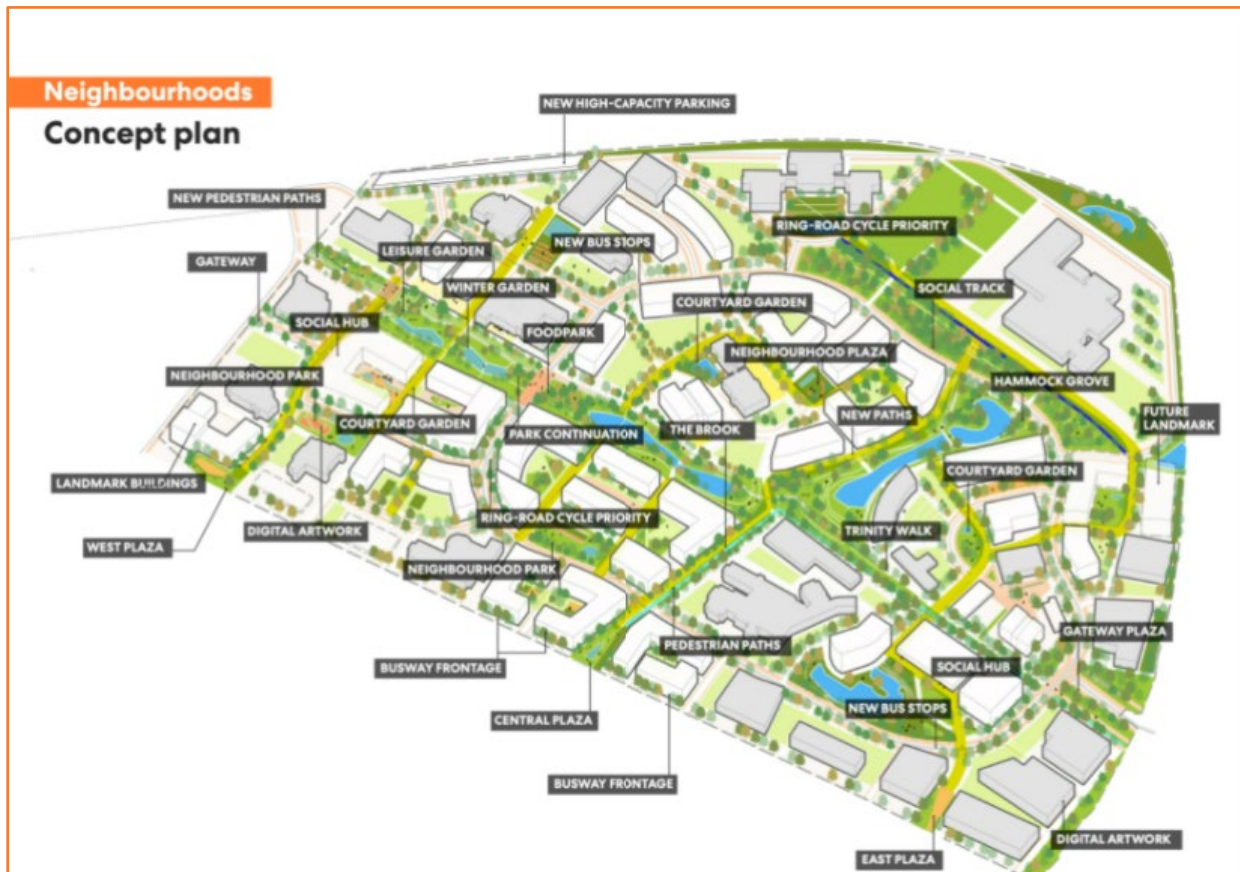 Neighbourhoods
Concept plan
NEW HIGH-CAPACITY PARKING
NEW PEDESTRIAN PATHS
RING-ROAD CYCLE PRIORITY
LEISURE GARDEN
NEW BUS STOPS
GATEWAY
WINTER GARDEN
SOCIAL TRACK
COURTYARD GARDEN
SOCIAL HUB
FOODPARK
NEIGHBOURHOOD PLAZA
NEIGHBOURHOOD PARK
HAMMOCK GROVE
NEW PATHS
FUTURE
LANDMARK
COURTYARD GARDEN
PARK CONTINUATION
THE BROOK
COURTYARD GARDEN
LANDMARK BUILDINGS
RING-ROAD CYCLE PRIORITY
DIGITAL ARTWORK
TRINITY WALK
WEST PLAZA
NEIGHBOURHOOD PARK
GATEWAY PLAZA
PEDESTRIAN PATHS
BUSWAY FRONTAGE
SOCIAL HUB
NEW BUS STOPS
CENTRAL PLAZA
BUSWAY FRONTAGE
DIGITAL ARTWORK
EAST PLAZA